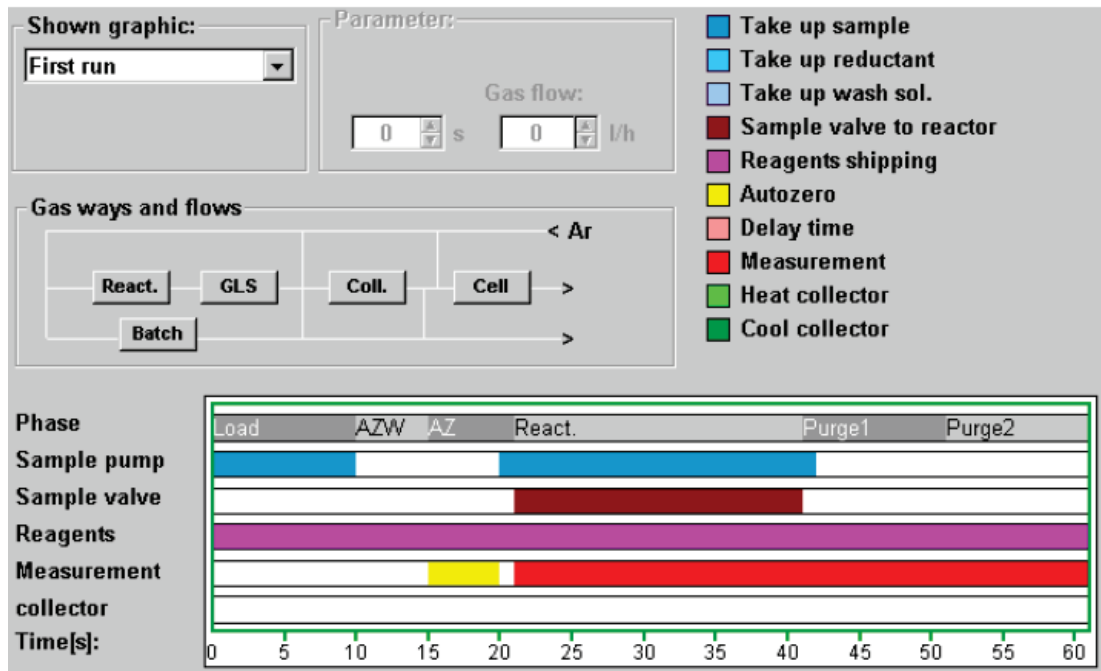 Shown graphic:
First run
Parameter:
Gas flow:
0 s 0 l/h
Take up sample
Take up reductant
Take up wash sol.
Sample valve to reactor
Reagents shipping
Autozero
Delay time
Measurement
Heat collector
Cool collector
Gas ways and flows
< Ar
React. GLS Coll. Cell >
Batch >
Phase Load AZW AZ React. Purge1 Purge2
Sample pump
Sample valve
Reagents
Measurement
collector
Time[s]: 0 5 10 15 20 25 30 35 40 45 50 55 60